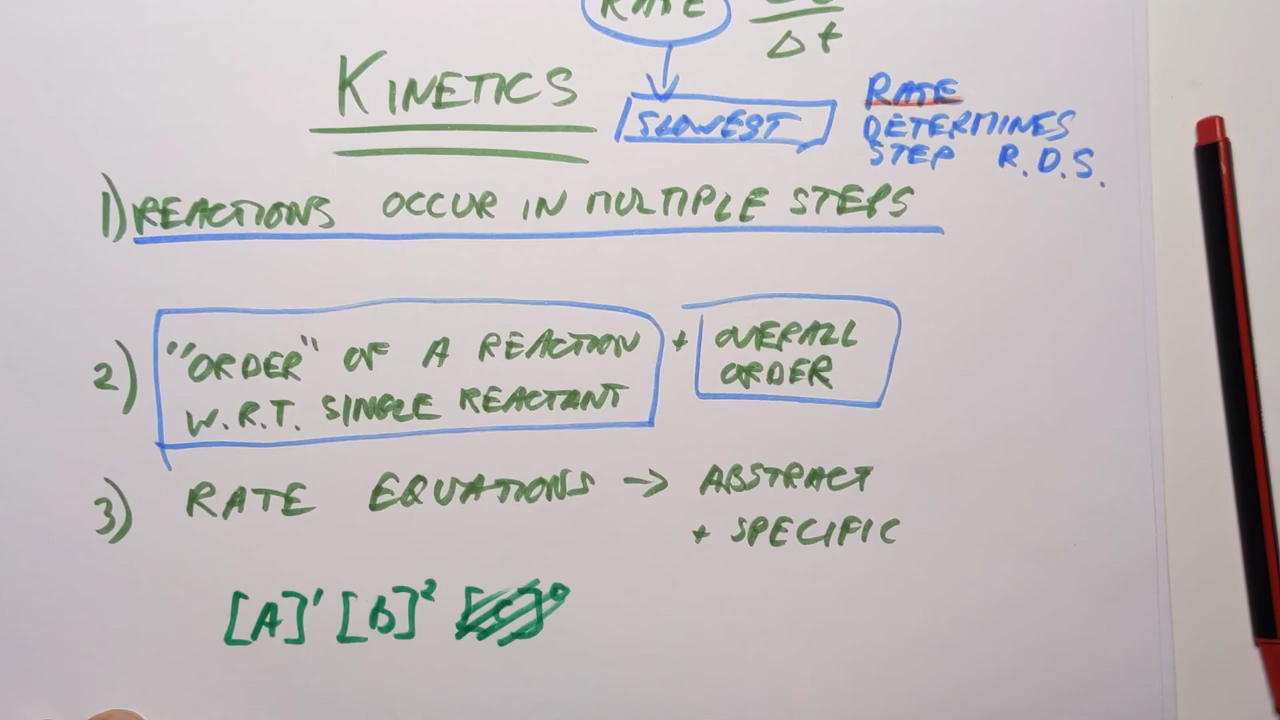 RATE
Δt
KINETICS
SLOWEST
RATE
DETERMINES
STEP R.D.S.
1) REACTIONS OCCUR IN MULTIPLE STEPS
2) "ORDER" OF A REACTION
W.R.T. SINGLE REACTANT
+ OVERALL
ORDER
3) RATE EQUATIONS → ABSTRACT
+ SPECIFIC
[A]¹ [B]² [C]⁰